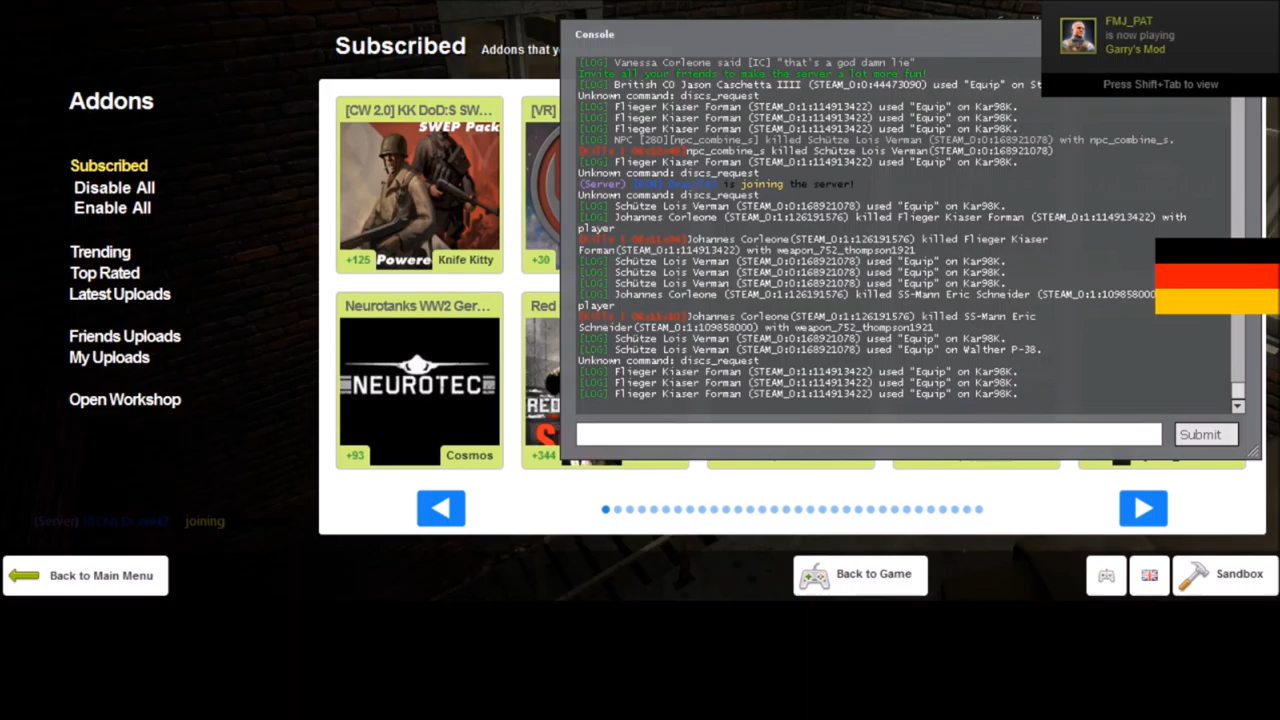 Subscribed
Addons that y
Addons
Subscribed
Disable All
Enable All
Trending
Top Rated
Latest Uploads
Friends Uploads
My Uploads
Open Workshop
[CW 2.0] KK DoD:S SW...
SWEP Pack
+125
Powere
Knife Kitty
[VR]
+30
Neurotanks WW2 Ger...
NEUROTEC
+93
Cosmos
Red
RED
+344
Console
[LOG] Vanessa Corleone said [IC] "that's a god damn lie"
Invite all your friends to make the server a lot more fun!
[LOG] British CO Jason Caschetta IIII (STEAM_0:0:44473090) used "Equip" on St
Unknown command: discs_request
[LOG] Flieger Kiaser Forman (STEAM_0:1:114913422) used "Equip" on Kar98K.
[LOG] Flieger Kiaser Forman (STEAM_0:1:114913422) used "Equip" on Kar98K.
[LOG] Flieger Kiaser Forman (STEAM_0:1:114913422) used "Equip" on Kar98K.
[LOG] NPC [280][npc_combine_s] killed Schütze Lois Verman (STEAM_0:0:168921078) with npc_combine_s.
npc_combine_s killed Schütze Lois Verman(STEAM_0:0:168921078)
[LOG] Flieger Kiaser Forman (STEAM_0:1:114913422) used "Equip" on Kar98K.
Unknown command: discs_request
(Server) is joining the server!
Unknown command: discs_request
[LOG] Schütze Lois Verman (STEAM_0:0:168921078) used "Equip" on Kar98K.
[LOG] Johannes Corleone (STEAM_0:1:126191576) killed Flieger Kiaser Forman (STEAM_0:1:114913422) with
player
Johannes Corleone(STEAM_0:1:126191576) killed Flieger Kiaser
Forman(STEAM_0:1:114913422) with weapon_752_thompson1921
[LOG] Schütze Lois Verman (STEAM_0:0:168921078) used "Equip" on Kar98K.
[LOG] Schütze Lois Verman (STEAM_0:0:168921078) used "Equip" on Kar98K.
[LOG] Schütze Lois Verman (STEAM_0:0:168921078) used "Equip" on Kar98K.
[LOG] Johannes Corleone (STEAM_0:1:126191576) killed SS-Mann Eric Schneider (STEAM_0:1:109858000
player
Johannes Corleone(STEAM_0:1:126191576) killed SS-Mann Eric
Schneider(STEAM_0:1:109858000) with weapon_752_thompson1921
[LOG] Schütze Lois Verman (STEAM_0:0:168921078) used "Equip" on Kar98K.
[LOG] Schütze Lois Verman (STEAM_0:0:168921078) used "Equip" on Walther P-38.
Unknown command: discs_request
[LOG] Flieger Kiaser Forman (STEAM_0:1:114913422) used "Equip" on Kar98K.
[LOG] Flieger Kiaser Forman (STEAM_0:1:114913422) used "Equip" on Kar98K.
[LOG] Flieger Kiaser Forman (STEAM_0:1:114913422) used "Equip" on Kar98K.
Submit
FMJ_PAT
is now playing
Garry's Mod
Press Shift+Tab to view
(Server) joining
Back to Main Menu
Back to Game
Sandbox